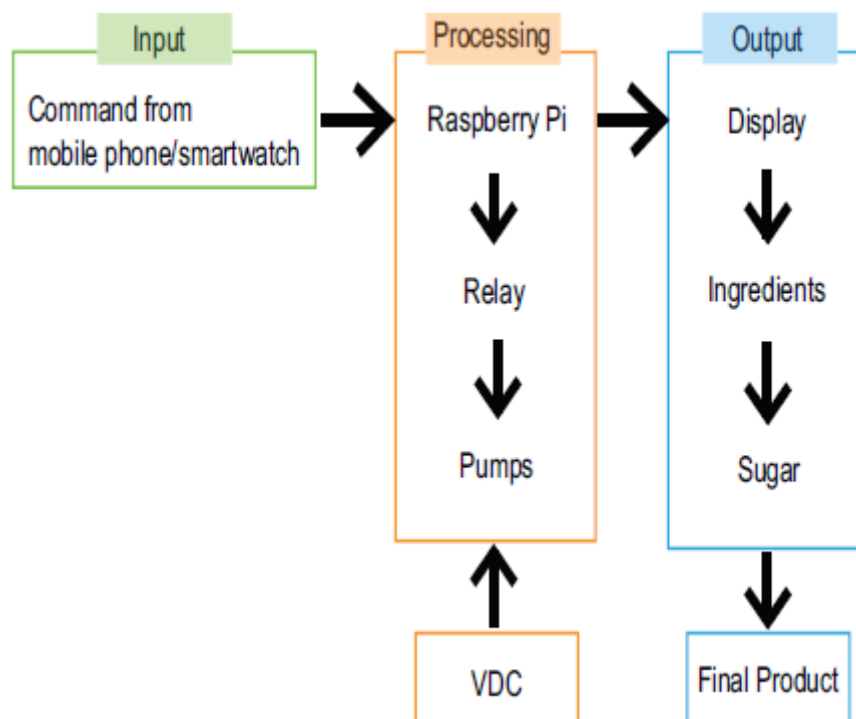 Input
Command from
mobile phone/smartwatch
Processing
Raspberry Pi
Relay
Pumps
VDC
Output
Display
Ingredients
Sugar
Final Product